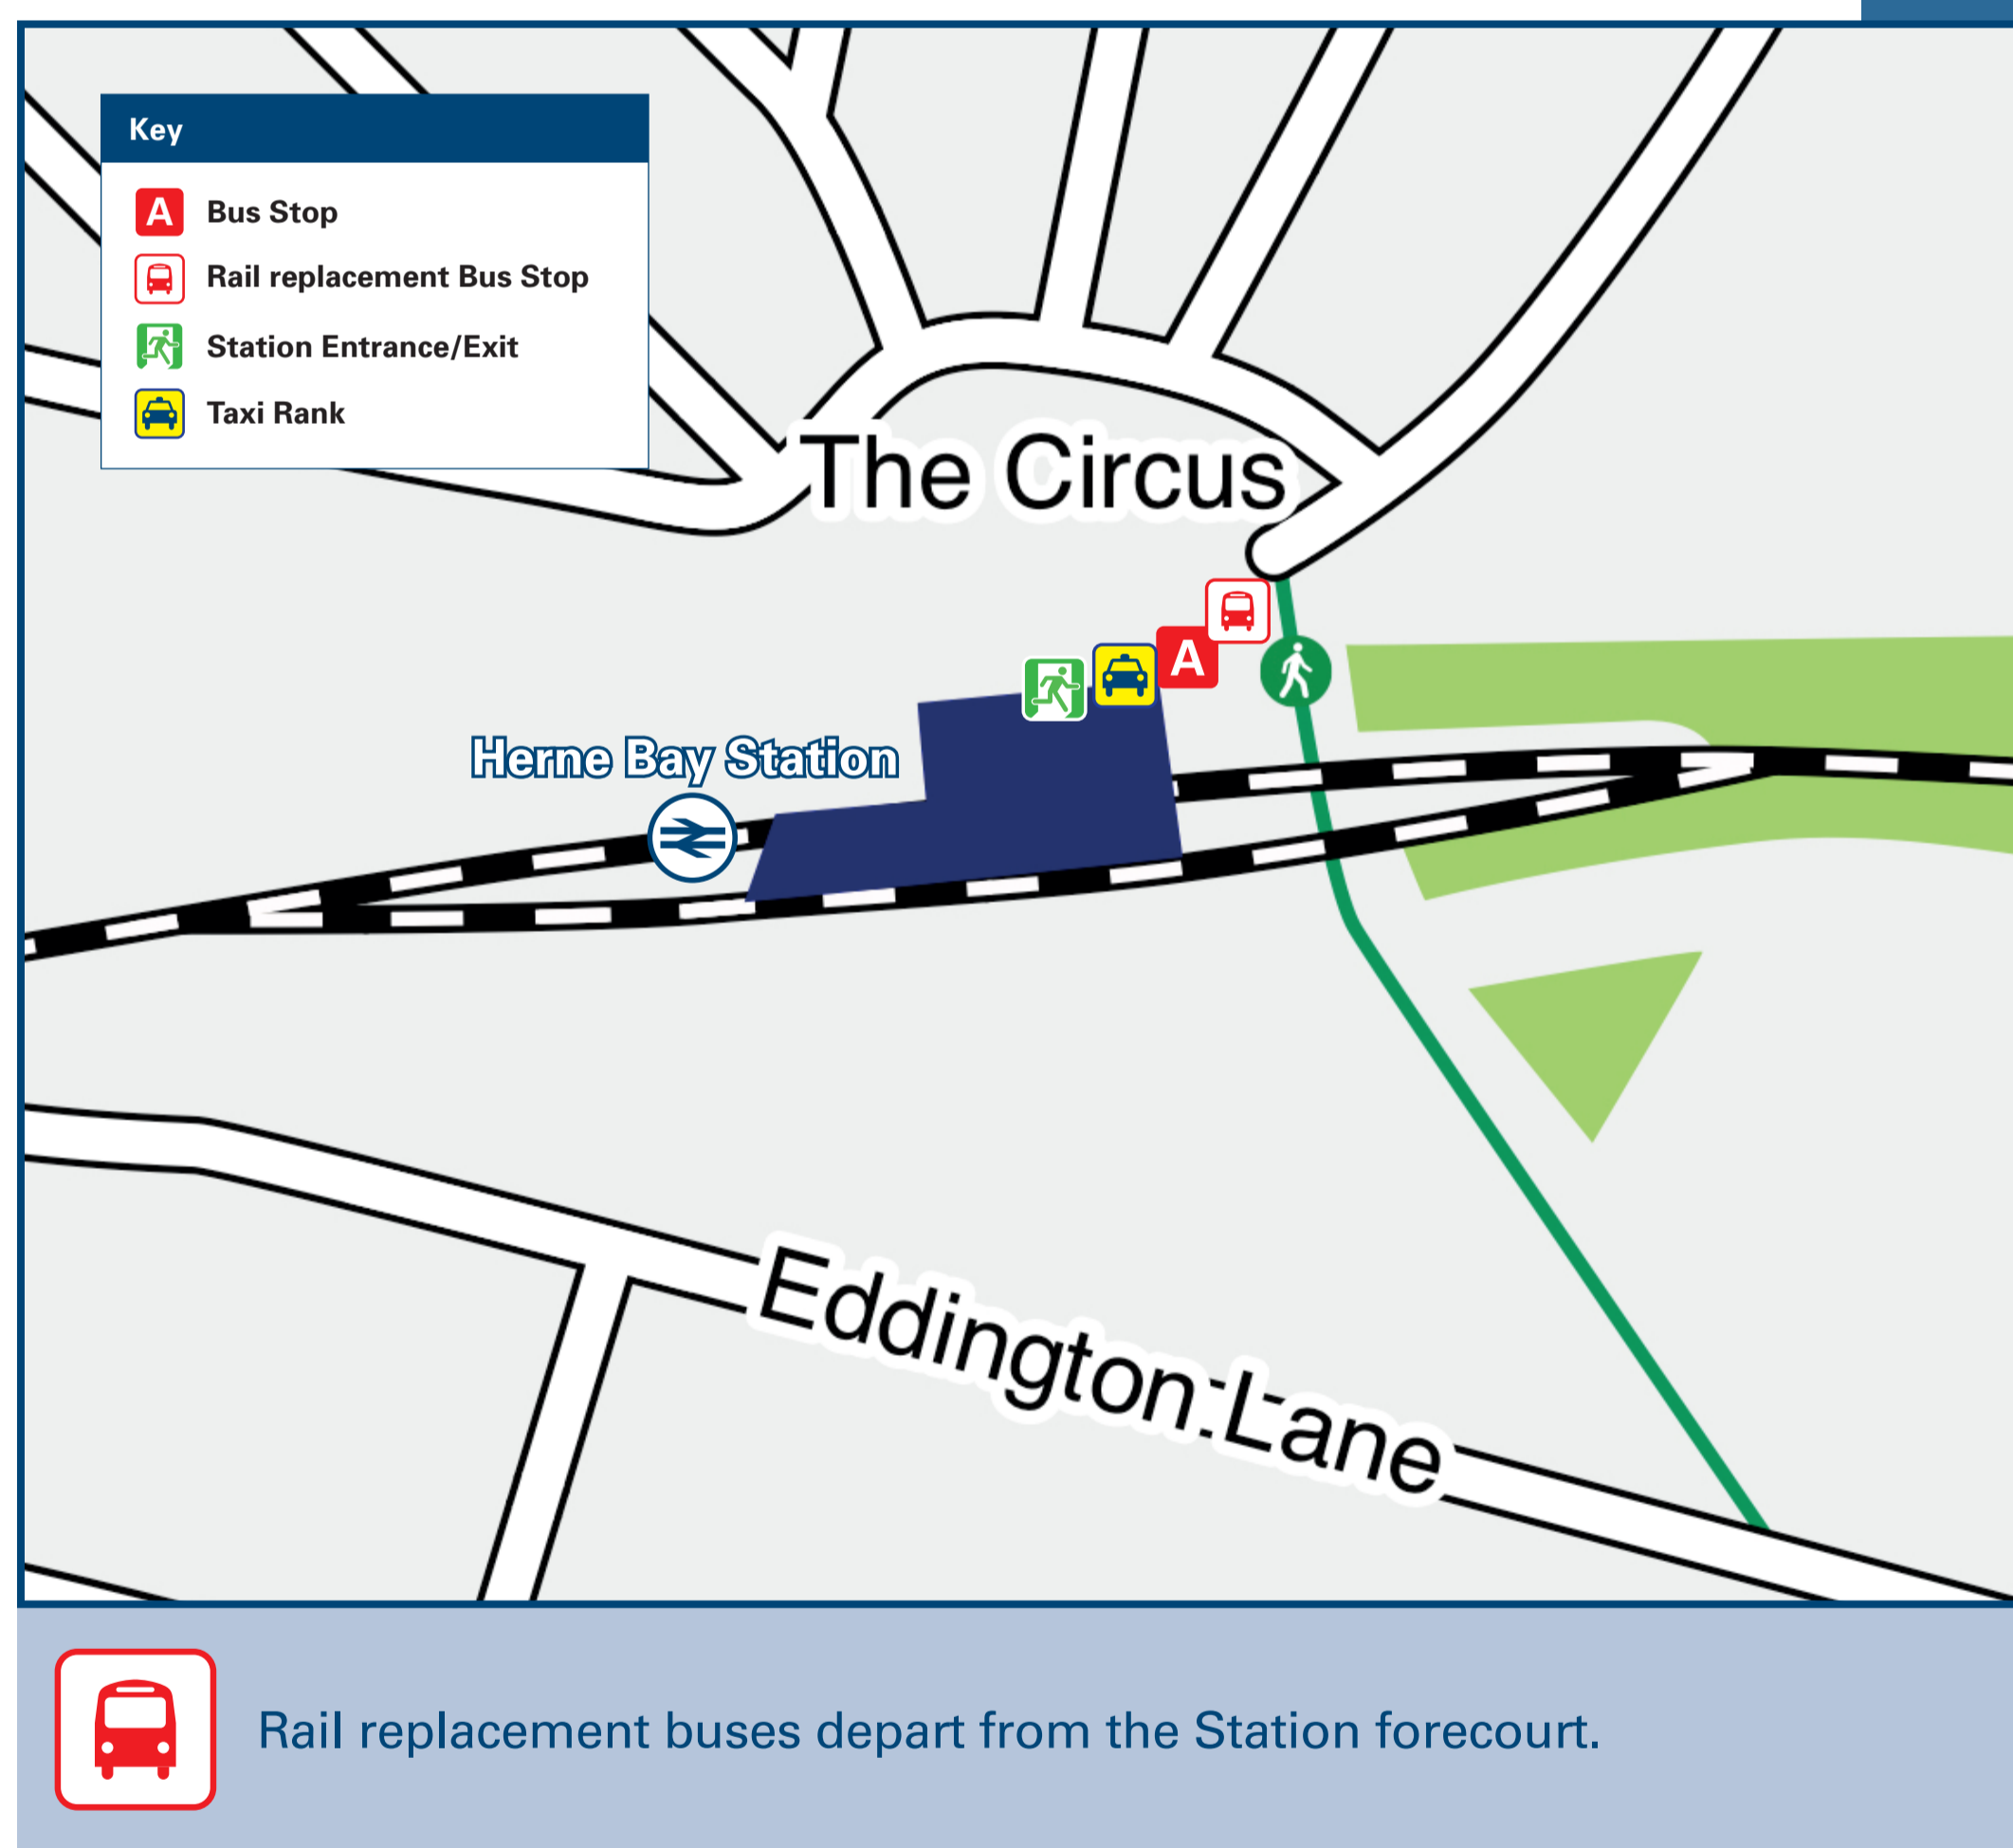 Key
A Bus Stop
Rail replacement Bus Stop
Station Entrance/Exit
Taxi Rank
The Circus
A
Herne Bay Station
Eddington Lane
Rail replacement buses depart from the Station forecourt.